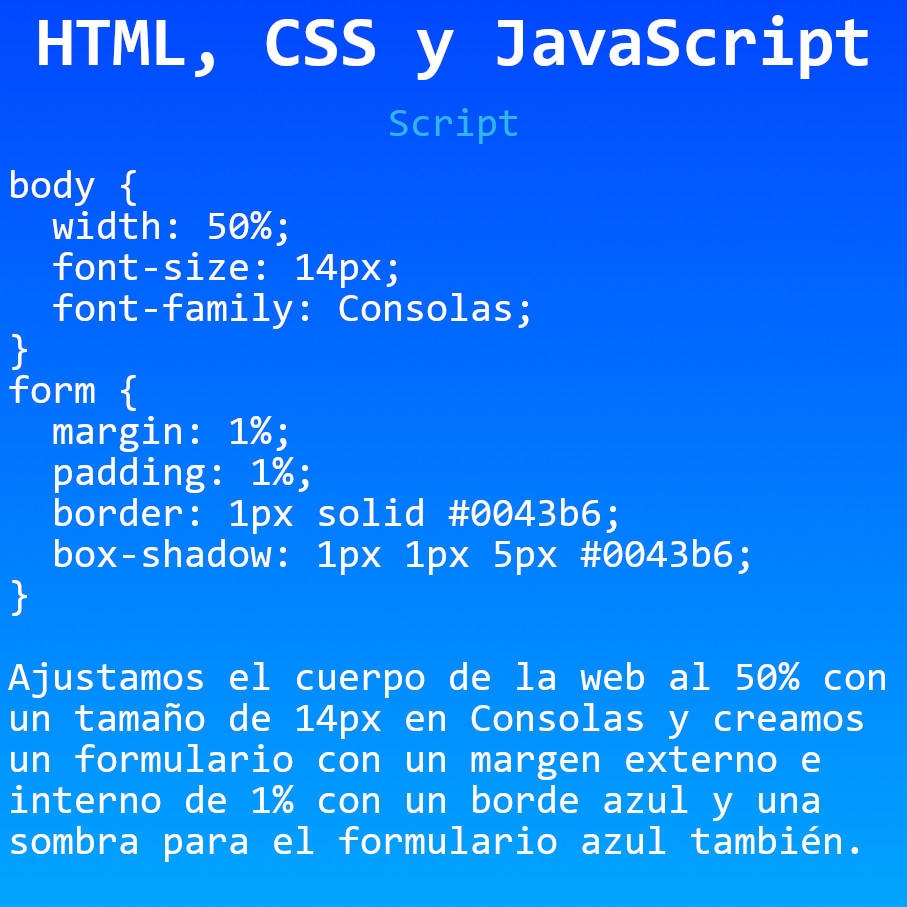 HTML, CSS y JavaScript
Script
body {
  width: 50%;
  font-size: 14px;
  font-family: Consolas;
}
form {
  margin: 1%;
  padding: 1%;
  border: 1px solid #0043b6;
  box-shadow: 1px 1px 5px #0043b6;
}
Ajustamos el cuerpo de la web al 50% con
un tamaño de 14px en Consolas y creamos
un formulario con un margen externo e
interno de 1% con un borde azul y una
sombra para el formulario azul también.